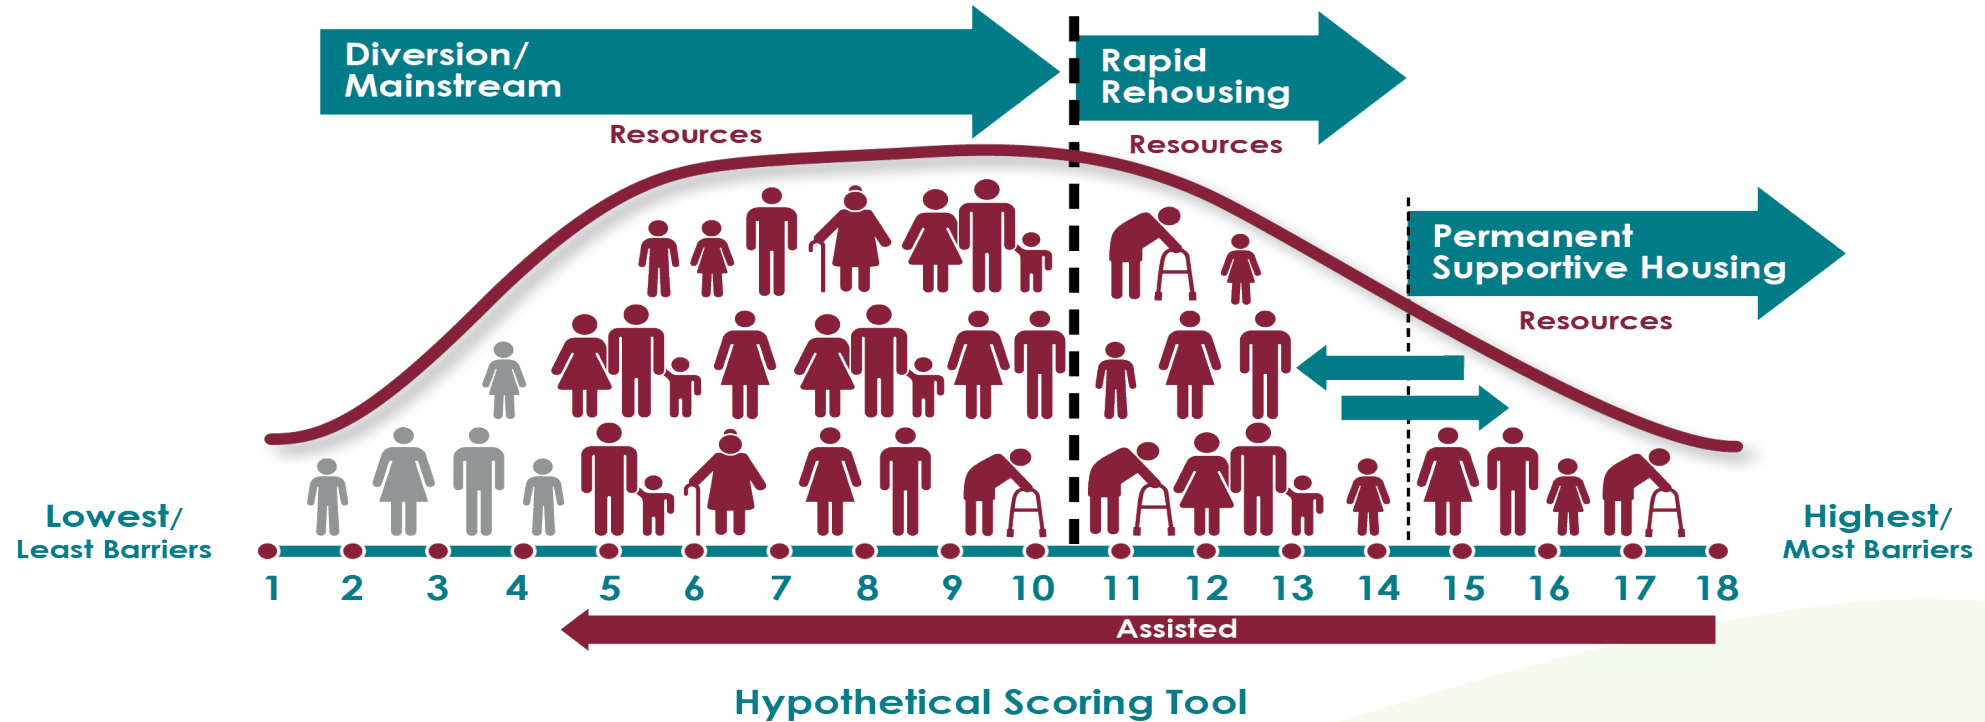 Diversion/
Mainstream
Resources
Rapid
Rehousing
Resources
Permanent
Supportive Housing
Resources
Lowest/
Least Barriers
Highest/
Most Barriers
1 2 3 4 5 6 7 8 9 10 11 12 13 14 15 16 17 18
Assisted
Hypothetical Scoring Tool